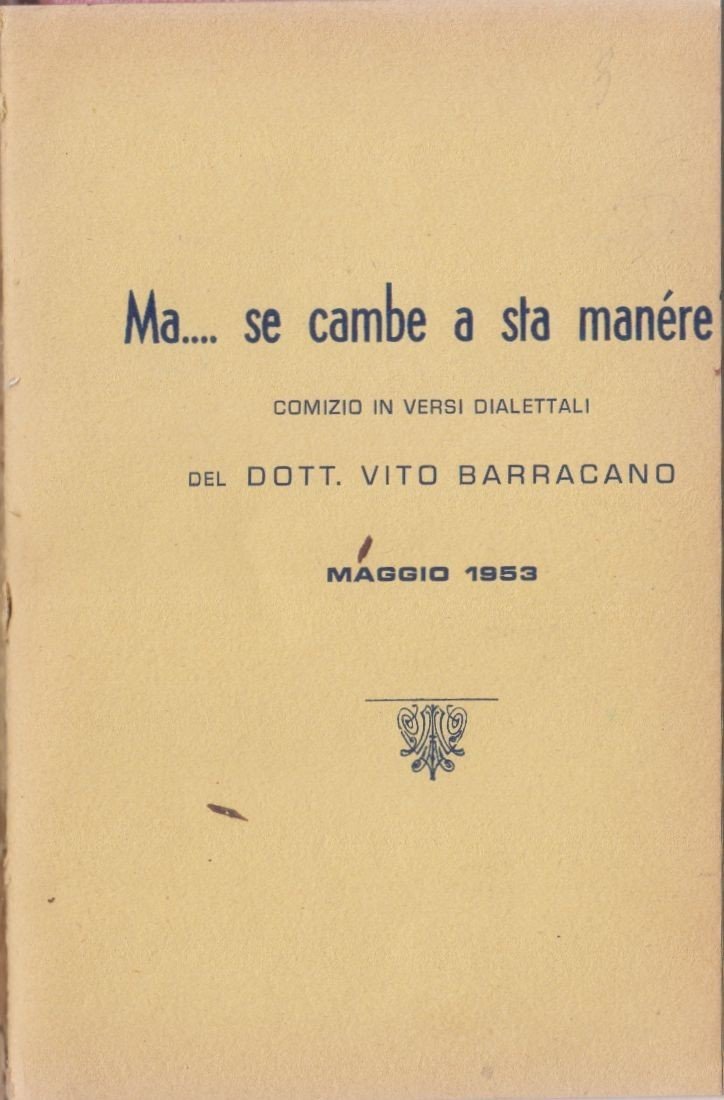 Ma.... se cambe a sta manére
COMIZIO IN VERSI DIALETTALI
DEL DOTT. VITO BARRACANO
MAGGIO 1953